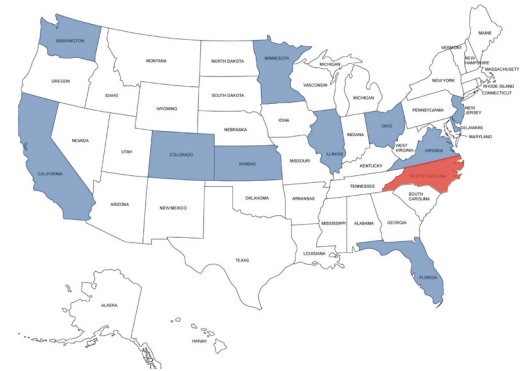 WASHINGTON
MONTANA
NORTH DAKOTA
MINNESOTA
MICHIGAN
VERMONT
MAINE
NEW
HAMPSHIRE
MASSACHUSETTS
RHODE ISLAND
CONNECTICUT
OREGON
IDAHO
WYOMING
SOUTH DAKOTA
WISCONSIN
MICHIGAN
NEW YORK
PENNSYLVANIA
NEW
JERSEY
DELAWARE
MARYLAND
NEVADA
UTAH
COLORADO
NEBRASKA
IOWA
ILLINOIS
INDIANA
OHIO
WEST
VIRGINIA
VIRGINIA
CALIFORNIA
KANSAS
MISSOURI
KENTUCKY
NORTH CAROLINA
TENNESSEE
SOUTH
CAROLINA
ARIZONA
NEW MEXICO
OKLAHOMA
ARKANSAS
MISSISSIPPI
ALABAMA
GEORGIA
TEXAS
LOUISIANA
FLORIDA
ALASKA
HAWAII